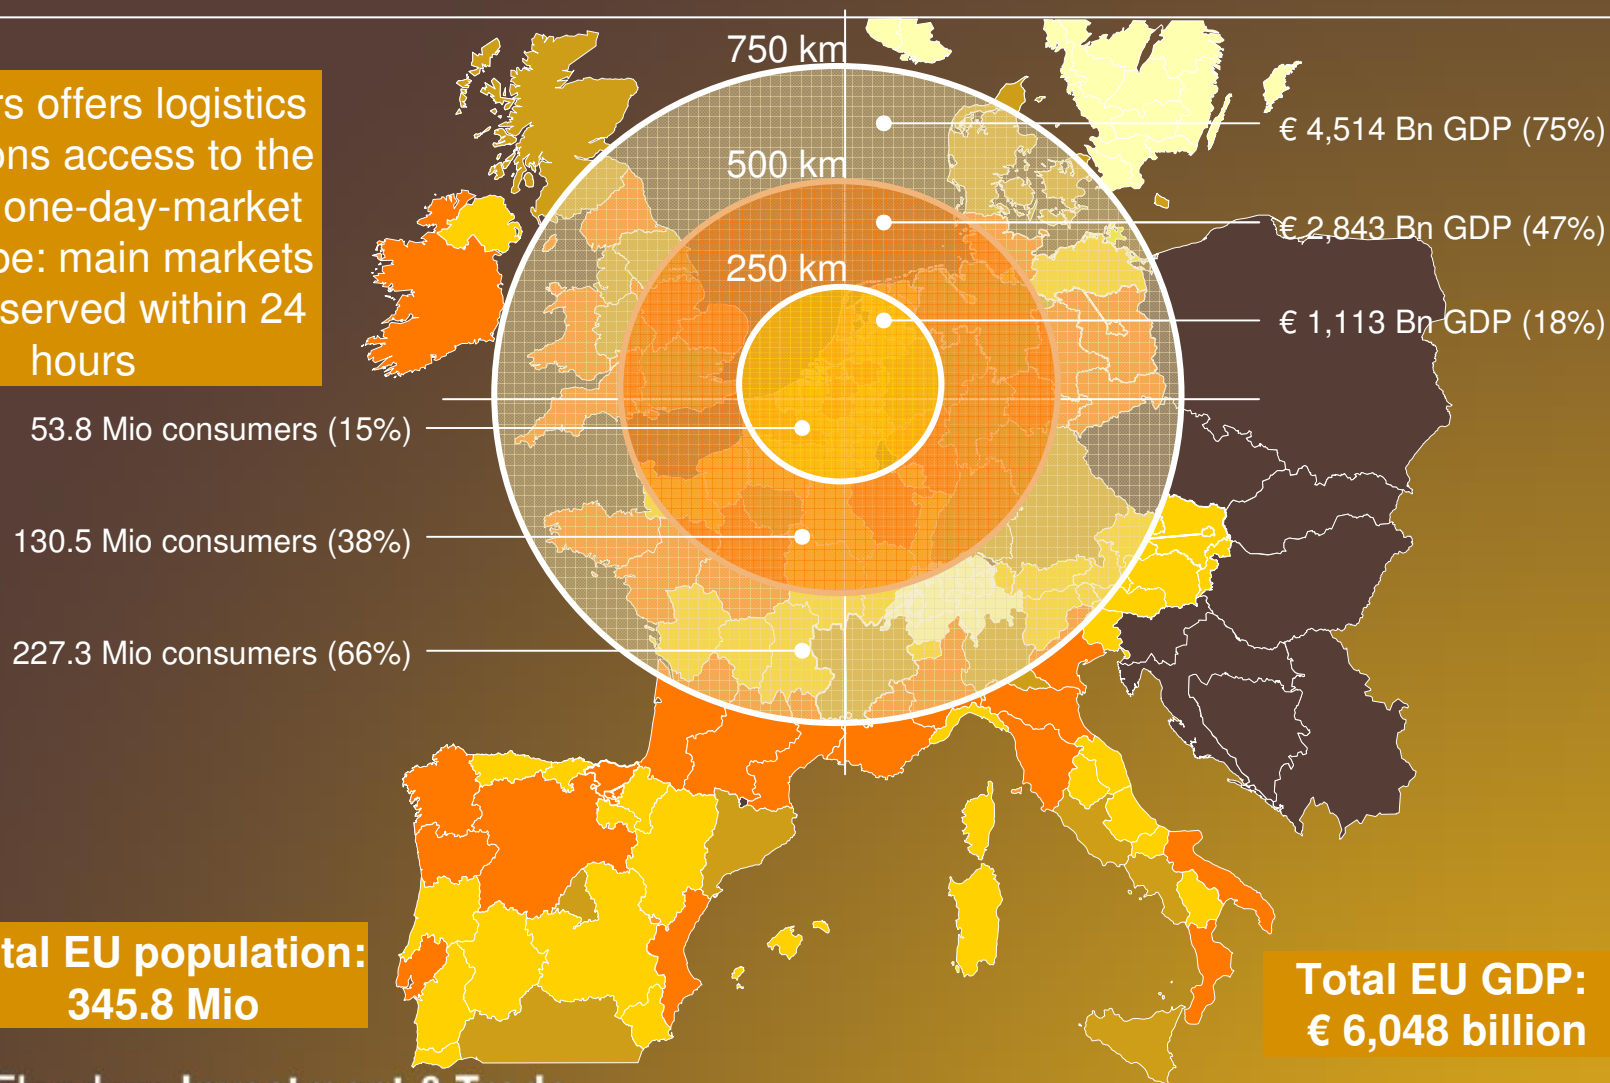 750 km
500 km
250 km
rs offers logistics
ons access to the
one-day-market
pe: main markets
served within 24
hours
€ 4,514 Bn GDP (75%)
€ 2,843 Bn GDP (47%)
€ 1,113 Bn GDP (18%)
53.8 Mio consumers (15%)
130.5 Mio consumers (38%)
227.3 Mio consumers (66%)
tal EU population:
345.8 Mio
Total EU GDP:
€ 6,048 billion